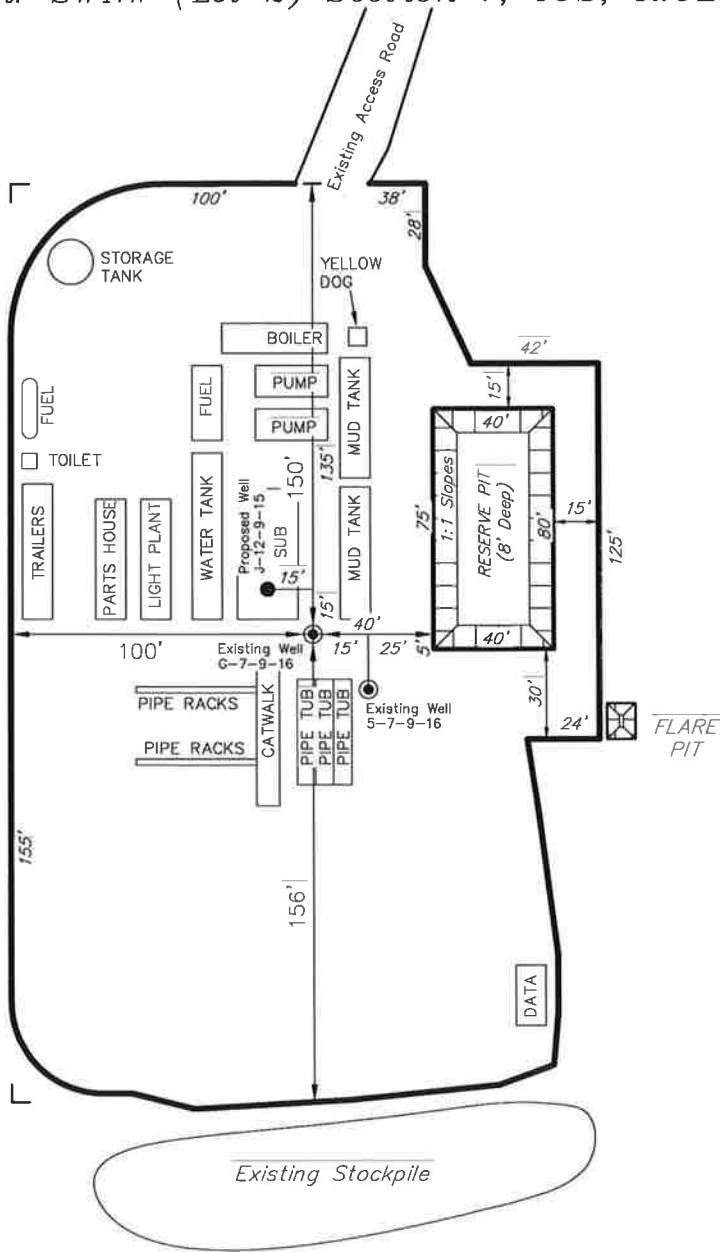 Existing Access Road
100'
38'
28'
STORAGE
TANK
YELLOW
DOG
BOILER
42'
FUEL
FUEL
PUMP
PUMP
MUD TANK
15'
40'
TOILET
135'
150'
TRAILERS
PARTS HOUSE
LIGHT PLANT
WATER TANK
Proposed Well
J-12-9-15
SUB
15'
MUD TANK
75'
1:1 Slopes
RESERVE PIT
(8' Deep)
80'
15'
125'
15'
40'
100'
Existing Well
G-7-9-16
15'
25'
5'
40'
PIPE RACKS
PIPE RACKS
CATWALK
PIPE TUB
PIPE TUB
PIPE TUB
Existing Well
5-7-9-16
30'
24'
FLARE
PIT
155'
156'
DATA
Existing Stockpile